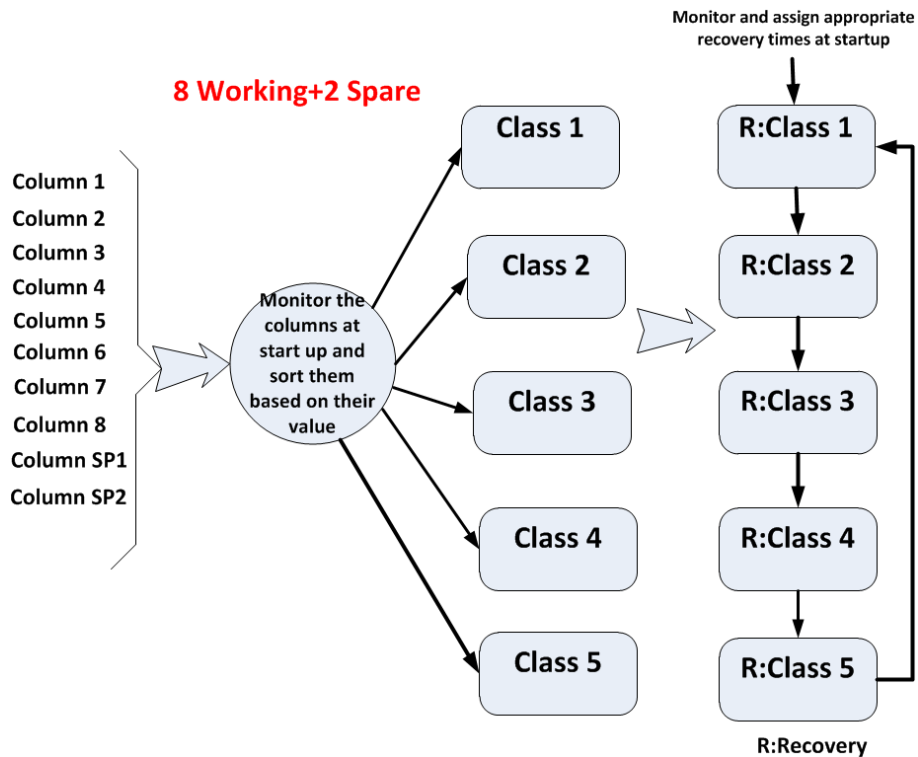 Monitor and assign appropriate
recovery times at startup
8 Working+2 Spare
Column 1
Column 2
Column 3
Column 4
Column 5
Column 6
Column 7
Column 8
Column SP1
Column SP2
Monitor the
columns at
start up and
sort them
based on their
value
Class 1
Class 2
Class 3
Class 4
Class 5
R:Class 1
R:Class 2
R:Class 3
R:Class 4
R:Class 5
R:Recovery